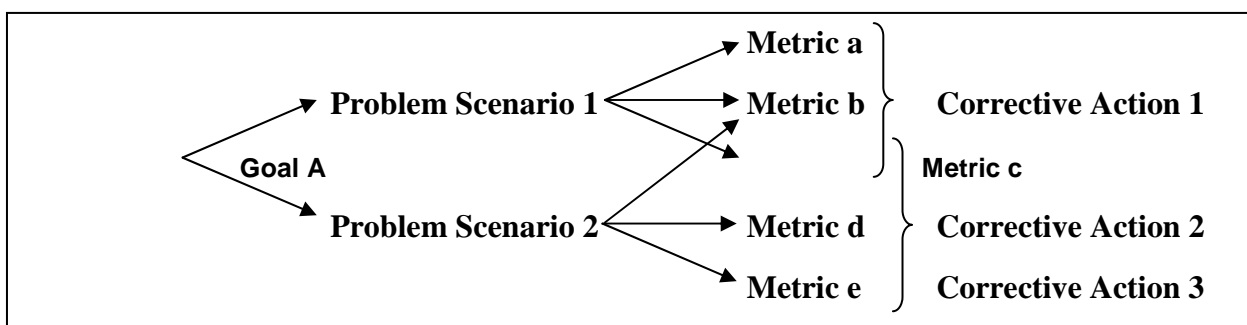 Metric a
Problem Scenario 1
Metric b
Corrective Action 1
Goal A
Metric c
Problem Scenario 2
Metric d
Corrective Action 2
Metric e
Corrective Action 3